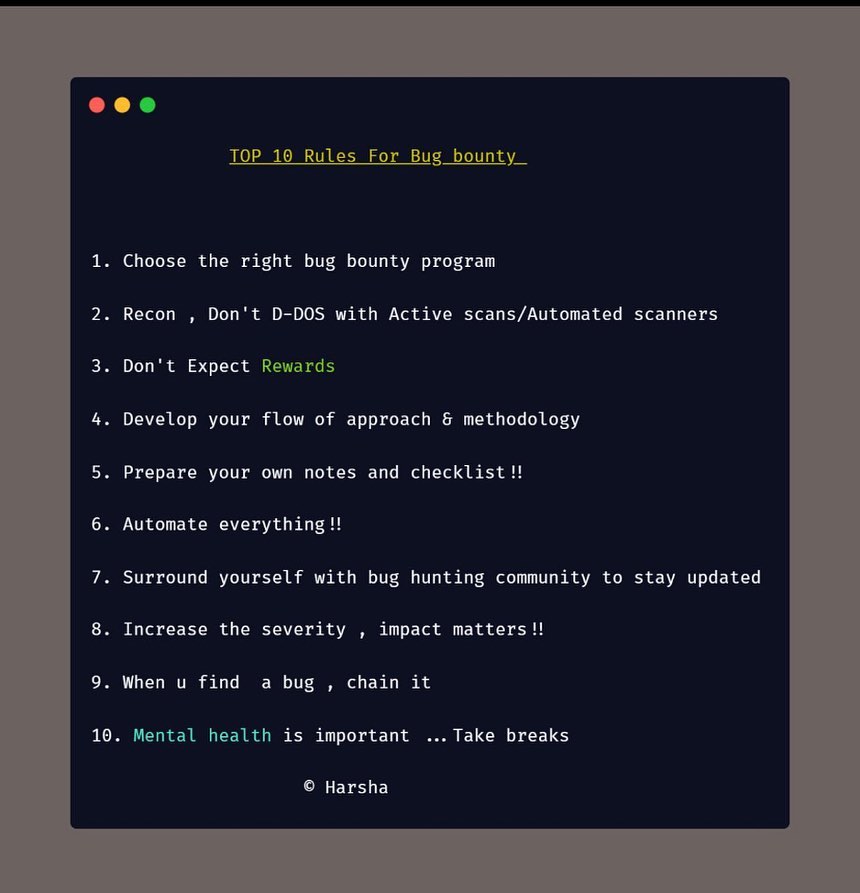 TOP 10 Rules For Bug bounty
1. Choose the right bug bounty program
2. Recon , Don't D-DOS with Active scans/Automated scanners
3. Don't Expect Rewards
4. Develop your flow of approach & methodology
5. Prepare your own notes and checklist!!
6. Automate everything!!
7. Surround yourself with bug hunting community to stay updated
8. Increase the severity , impact matters!!
9. When u find  a bug , chain it
10. Mental health is important ...Take breaks
© Harsha